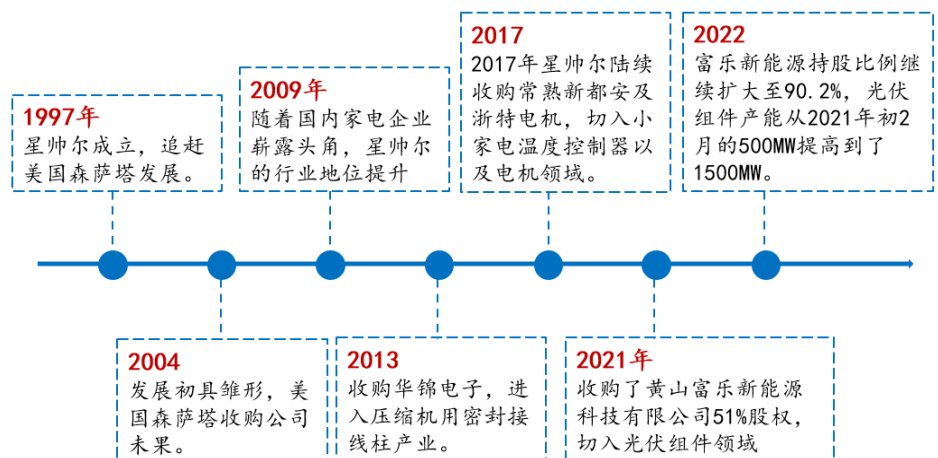 1997年
星帅尔成立，追赶
美国森萨塔发展。
2004
发展初具雏形，美
国森萨塔收购公司
未果。
2009年
随着国内家电企业
崭露头角，星帅尔
的行业地位提升
2013
收购华锦电子，进
入压缩机用密封接
线柱产业。
2017
2017年星帅尔陆续
收购常熟新都安及
浙特电机，切入小
家电温度控制器以
及电机领域。
2021年
收购了黄山富乐新能源
科技有限公司51%股权，
切入光伏组件领域
2022
富乐新能源持股比例继
续扩大至90.2%，光伏
组件产能从2021年初2
月的500MW提高到了
1500MW。